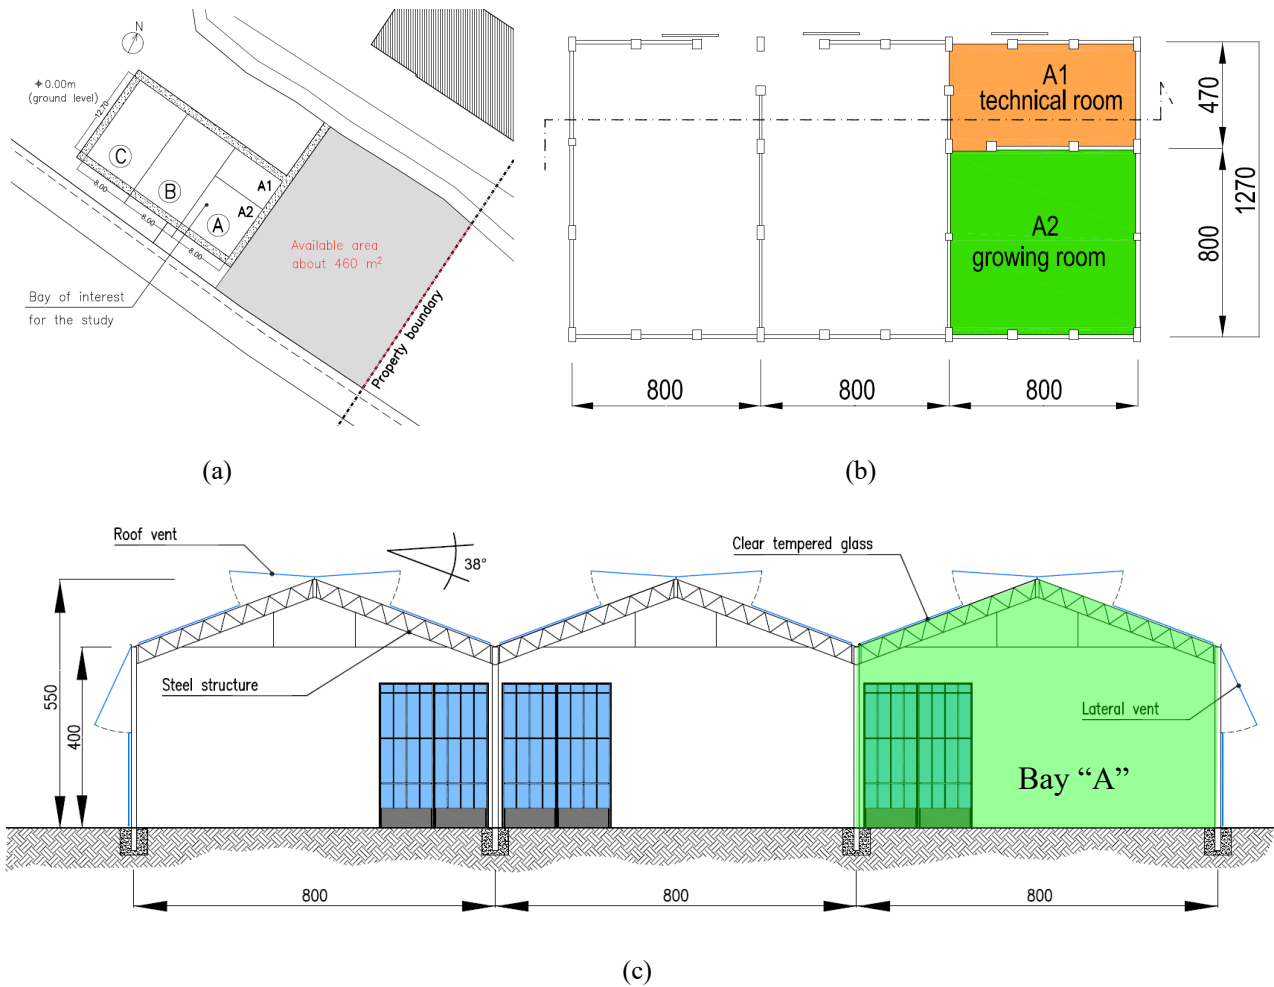 N
0.00m
(ground level)
12.70
C
B
A
A1
A2
8.00
8.00
8.00
Available area
about 460 m²
Bay of interest
for the study
Property boundary
(a)
A1
technical room
A2
growing room
470
800
1270
800
800
800
(b)
Roof vent
38°
Clear tempered glass
Steel structure
Lateral vent
550
400
Bay “A”
800
800
800
(c)